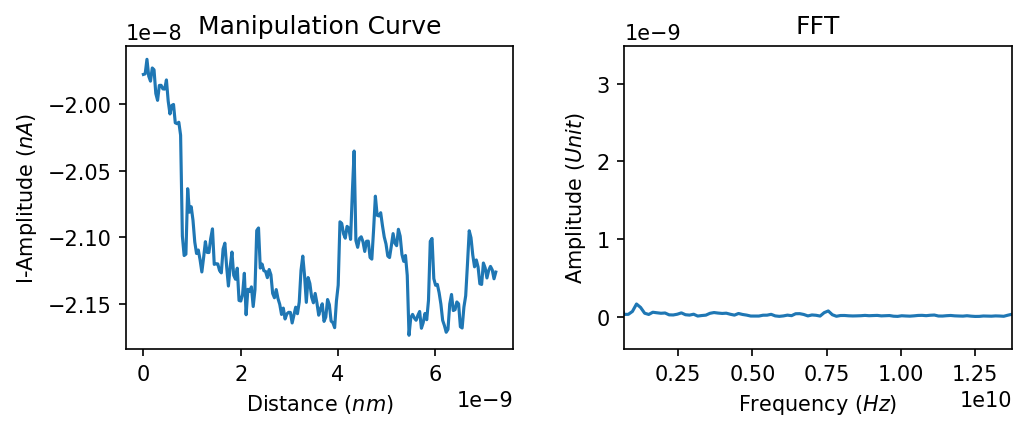 Manipulation Curve
1e−8
−2.00
−2.05
−2.10
−2.15
I-Amplitude (nA)
0
2
4
6
1e−9
Distance (nm)
FFT
1e−9
3
2
1
0
Amplitude (Unit)
0.25
0.50
0.75
1.00
1.25
1e10
Frequency (Hz)